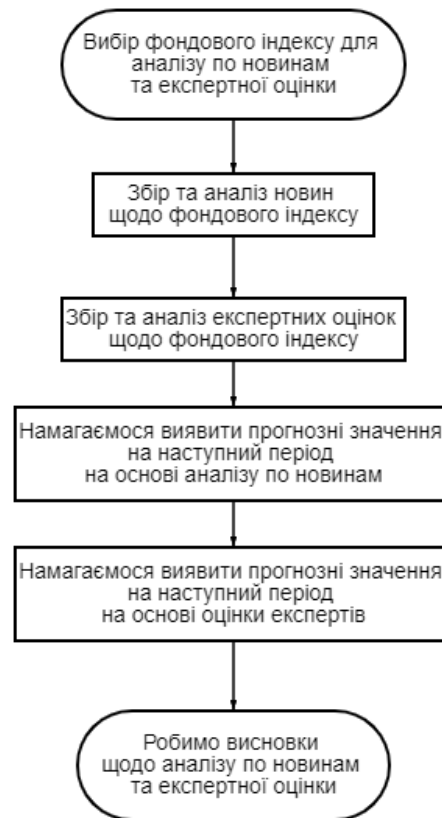 Вибір фондового індексу для
аналізу по новинам
та експертної оцінки
Збір та аналіз новин
щодо фондового індексу
Збір та аналіз експертних оцінок
щодо фондового індексу
Намагаємося виявити прогнозні значення
на наступний період
на основі аналізу по новинам
Намагаємося виявити прогнозні значення
на наступний період
на основі оцінки експертів
Робимо висновки
щодо аналізу по новинам
та експертної оцінки